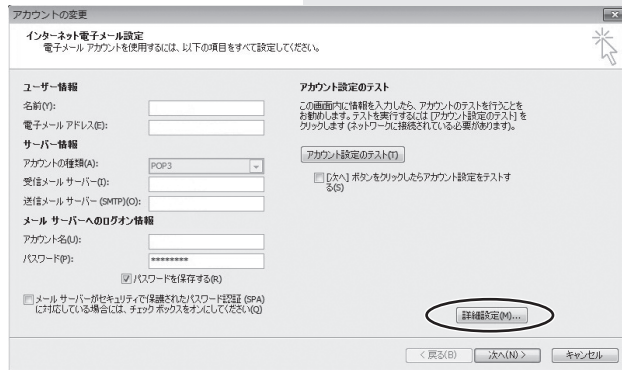 アカウントの変更
インターネット電子メール設定
電子メール アカウントを使用するには、以下の項目をすべて設定してください。
ユーザー情報
名前(Y):
電子メール アドレス(E):
サーバー情報
アカウントの種類(A):
POP3
受信メール サーバー(I):
送信メール サーバー (SMTP)(O):
メール サーバーへのログオン情報
アカウント名(U):
パスワード(P):
********
パスワードを保存する(R)
メール サーバーがセキュリティで保護されたパスワード認証 (SPA)
に対応している場合には、チェック ボックスをオンにしてください(Q)
アカウント設定のテスト
この画面内に情報を入力したら、アカウントのテストを行うことを
お勧めします。テストを実行するには [アカウント設定のテスト] を
クリックします (ネットワークに接続されている必要があります)。
アカウント設定のテスト(T)
[次へ] ボタンをクリックしたらアカウント設定をテストす
る(S)
詳細設定(M)...
< 戻る(B)
次へ(N) >
キャンセル